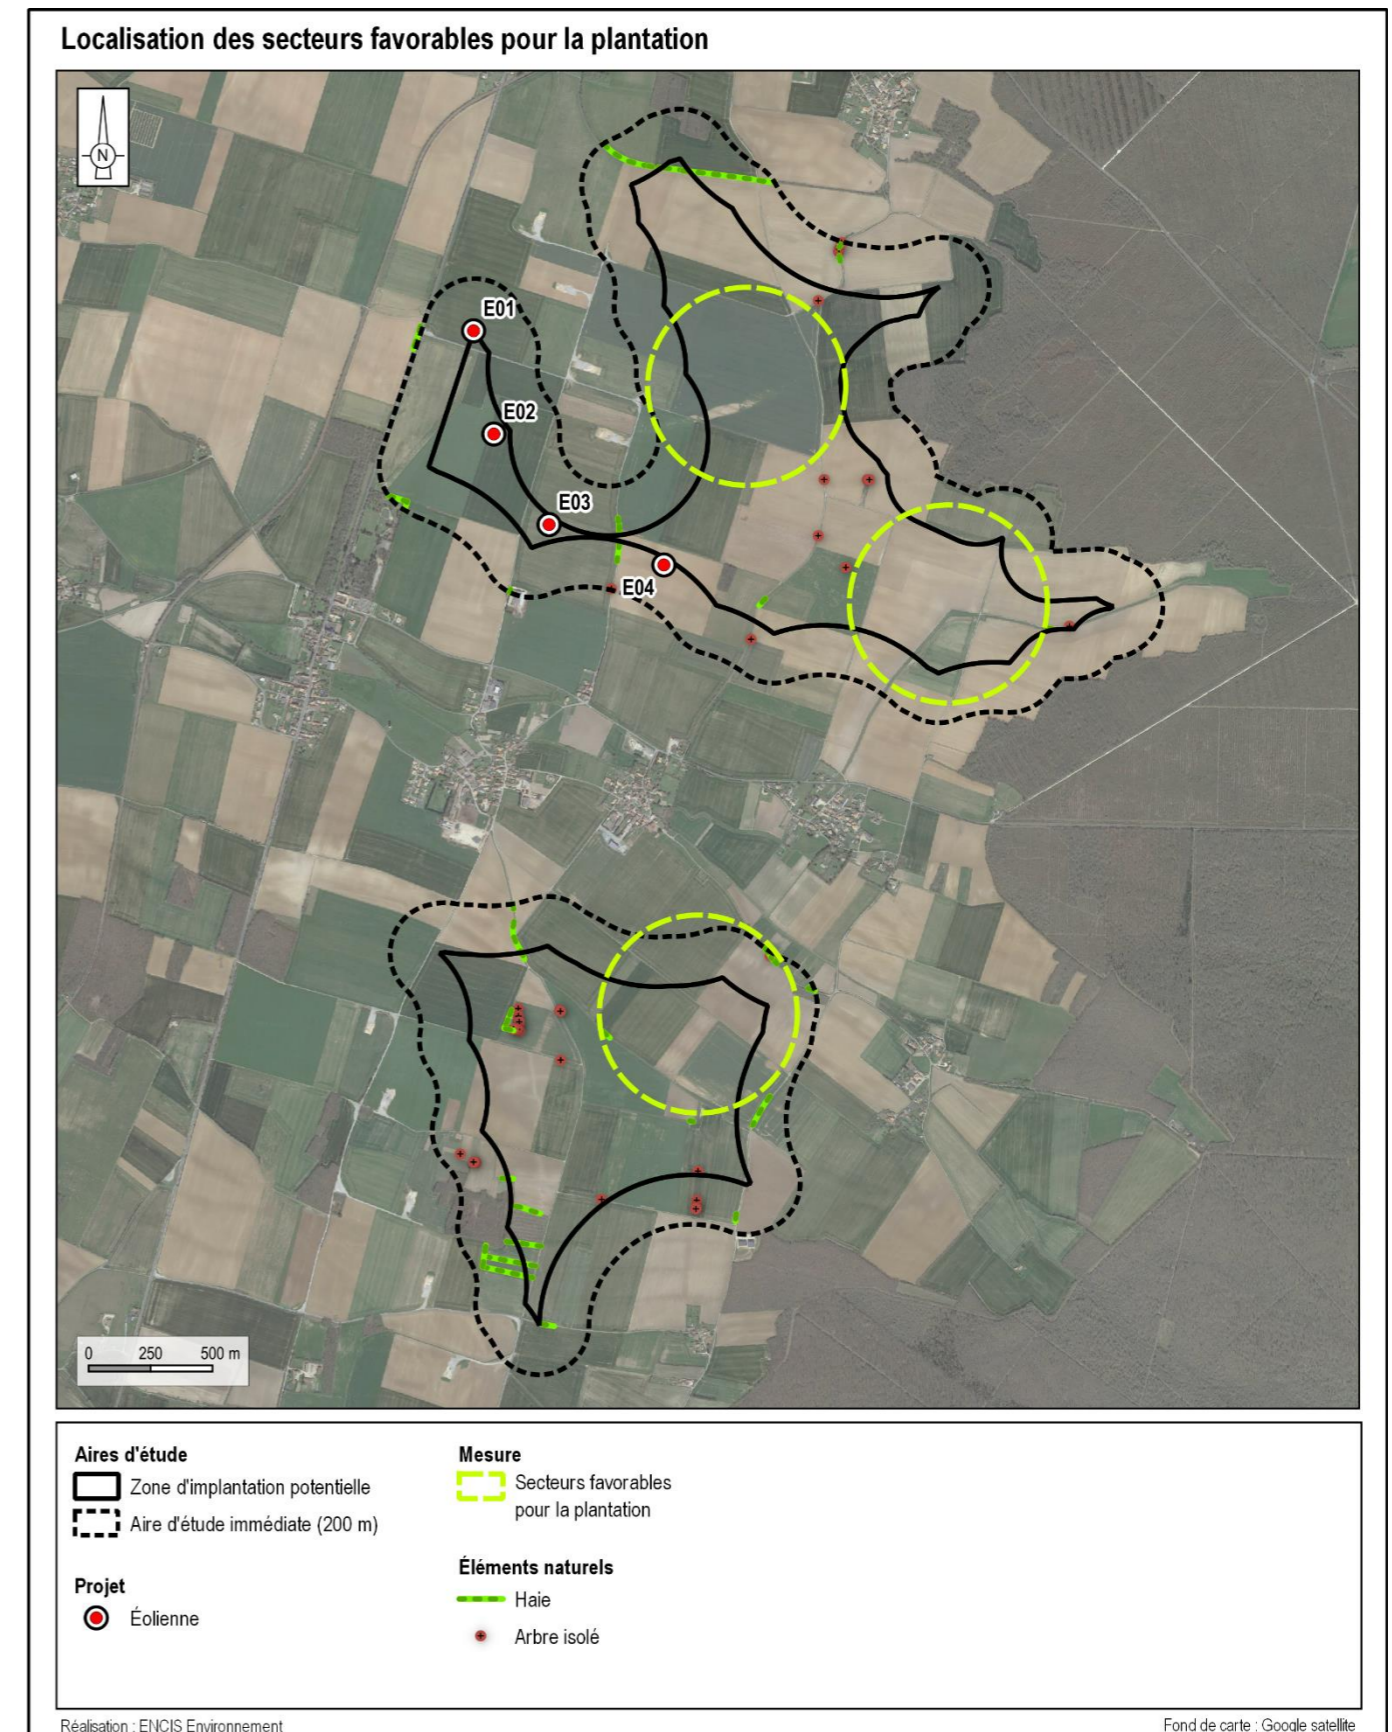 Localisation des secteurs favorables pour la plantation
N
E01
E02
E03
E04
0 250 500 m
Aires d'étude
Zone d'implantation potentielle
Aire d'étude immédiate (200 m)
Projet
Éolienne
Mesure
Secteurs favorables
pour la plantation
Éléments naturels
Haie
Arbre isolé
Réalisation : ENCIS Environnement
Fond de carte : Google satellite